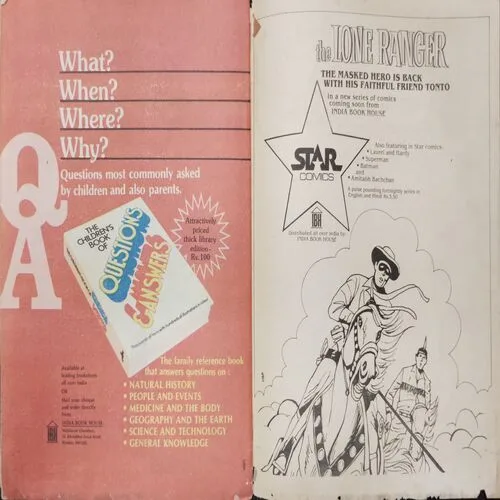 What?
When?
Where?
Why?
Q
A
Questions most commonly asked
by children and also parents.
THE
CHILDREN'S
BOOK OF
QUESTIONS
& ANSWERS
Attractively
priced
thick library
edition-
Rs. 100
The family reference book
that answers questions on :
• NATURAL HISTORY
• PEOPLE AND EVENTS
• MEDICINE AND THE BODY
• GEOGRAPHY AND THE EARTH
• SCIENCE AND TECHNOLOGY
• GENERAL KNOWLEDGE
Available at
leading bookshops
all over India
OR
Mail your cheque
and order directly
from:
INDIA BOOK HOUSE
the LONE RANGER
THE MASKED HERO IS BACK
WITH HIS FAITHFUL FRIEND TONTO
In a new series of comics
coming soon from
INDIA BOOK HOUSE
STAR
COMICS
Also featuring in Star comics:
• Laurel and Hardy
• Superman
• Batman
and
• Amitabh Bachchan
A pulse pounding fortnightly series in
English and Hindi Rs.3.50
IBH
Distributed all over India by:
INDIA BOOK HOUSE